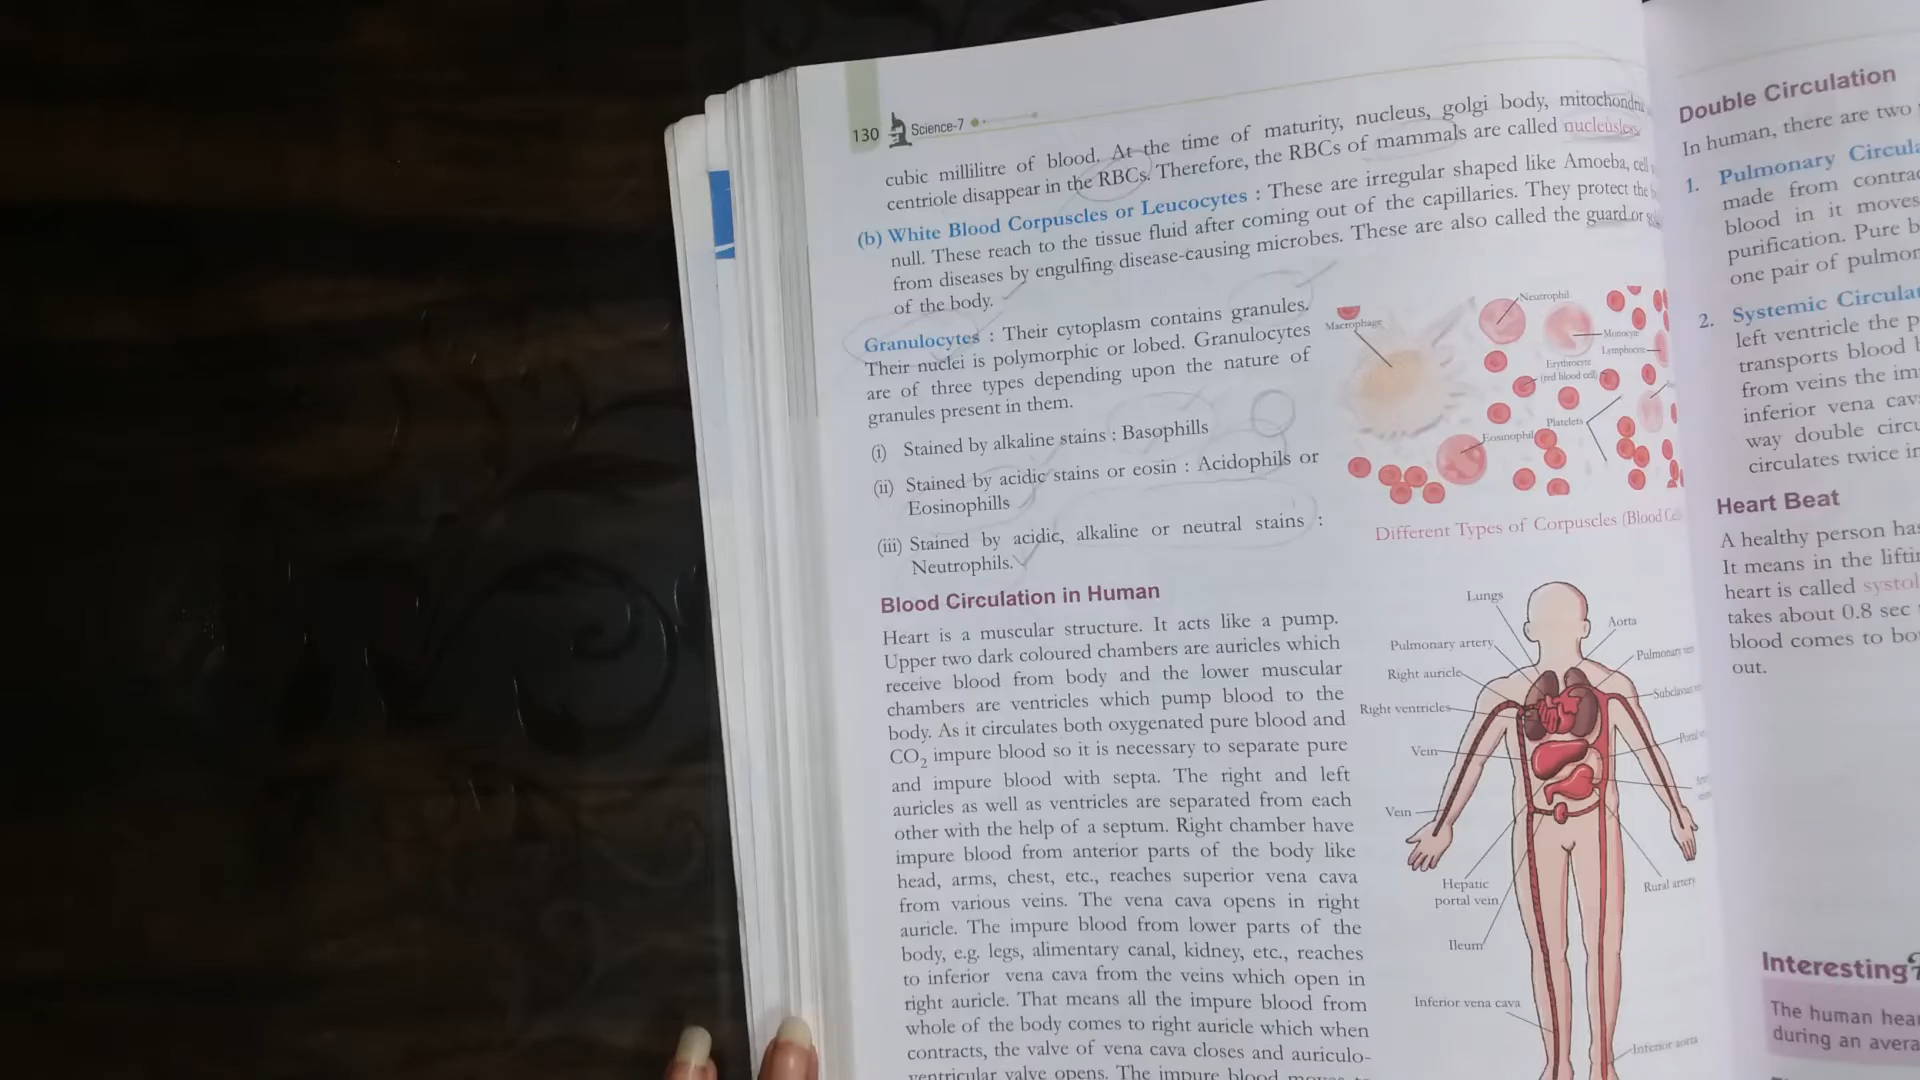 130 Science-7
cubic millilitre of blood. At the time of maturity, nucleus, golgi body,
centriole disappear in the RBCs. Therefore, the RBCs of mammals are called
(b) White Blood Corpuscles or Leucocytes : These are irregular shaped like Amoeba, cell
null. These reach to the tissue fluid after coming out of the capillaries. They protect the
from diseases by engulfing disease-causing microbes. These are also called the guard or
of the body.
Granulocytes : Their cytoplasm contains granules.
Their nuclei is polymorphic or lobed. Granulocytes
are of three types depending upon the nature of
granules present in them.
(i) Stained by alkaline stains : Basophills
(ii) Stained by acidic stains or eosin : Acidophils or
Eosinophills
(iii) Stained by acidic, alkaline or neutral stains :
Neutrophils.
Macrophage
Neutrophil
Monocyte
Lymphocyte
Erythrocyte
(red blood cell)
Platelets
Eosinophil
Different Types of Corpuscles (Blood
Blood Circulation in Human
Heart is a muscular structure. It acts like a pump.
Upper two dark coloured chambers are auricles which
receive blood from body and the lower muscular
chambers are ventricles which pump blood to the
body. As it circulates both oxygenated pure blood and
CO₂ impure blood so it is necessary to separate pure
and impure blood with septa. The right and left
auricles as well as ventricles are separated from each
other with the help of a septum. Right chamber have
impure blood from anterior parts of the body like
head, arms, chest, etc., reaches superior vena cava
from various veins. The vena cava opens in right
auricle. The impure blood from lower parts of the
body, e.g. legs, alimentary canal, kidney, etc., reaches
to inferior vena cava from the veins which open in
right auricle. That means all the impure blood from
whole of the body comes to right auricle which when
contracts, the valve of vena cava closes and auriculo-
ventricular valve opens. The impure blood
Lungs
Aorta
Pulmonary artery
Pulmonary
Right auricle
Right ventricles
Vein
Vein
Hepatic
portal vein
Rural artery
Ileum
Inferior vena cava
Inferior aorta
Double Circulation
In human, there are two
1. Pulmonary
made from
blood in it moves
purification. Pure
one pair of
2. Systemic
left ventricle the
transports blood
from veins the
inferior vena
way double
circulates twice
Heart Beat
A healthy person has
It means in the
heart is called
takes about 0.8 sec
blood comes to
out.
Interesting
The human
during an